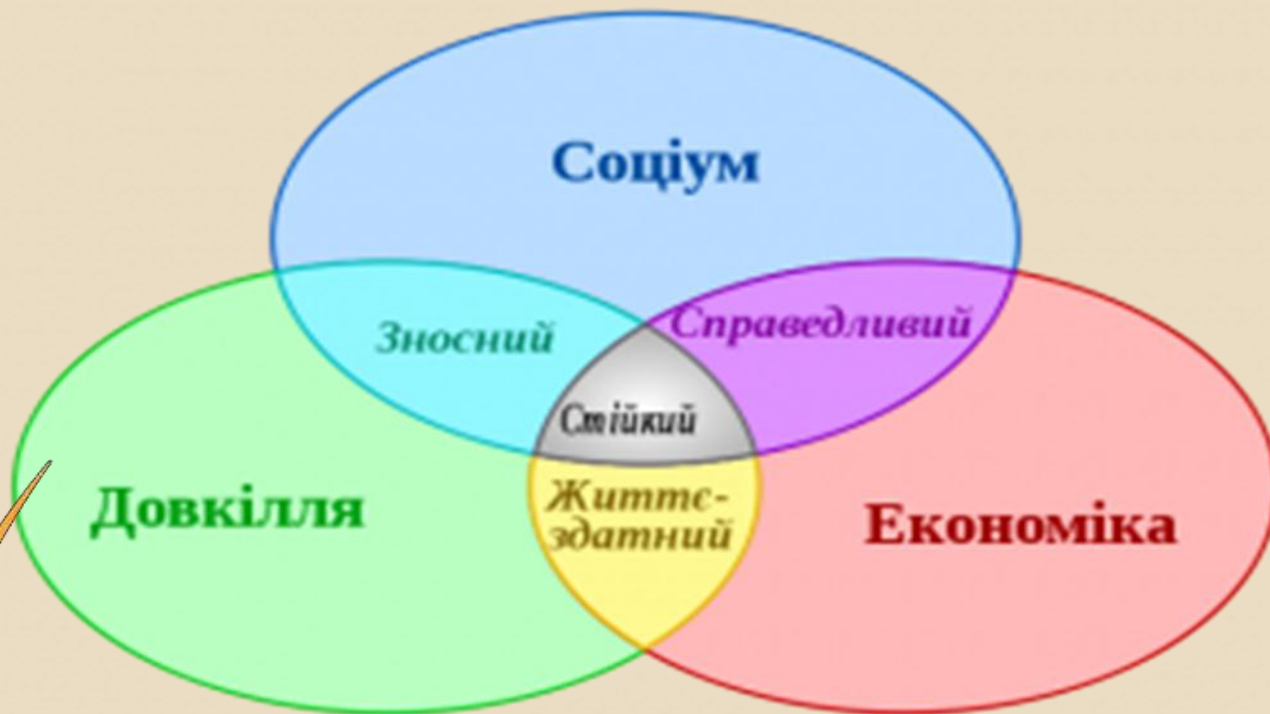 Соціум
Зносний
Справедливий
Стійкий
Довкілля
Життє-
здатний
Економіка